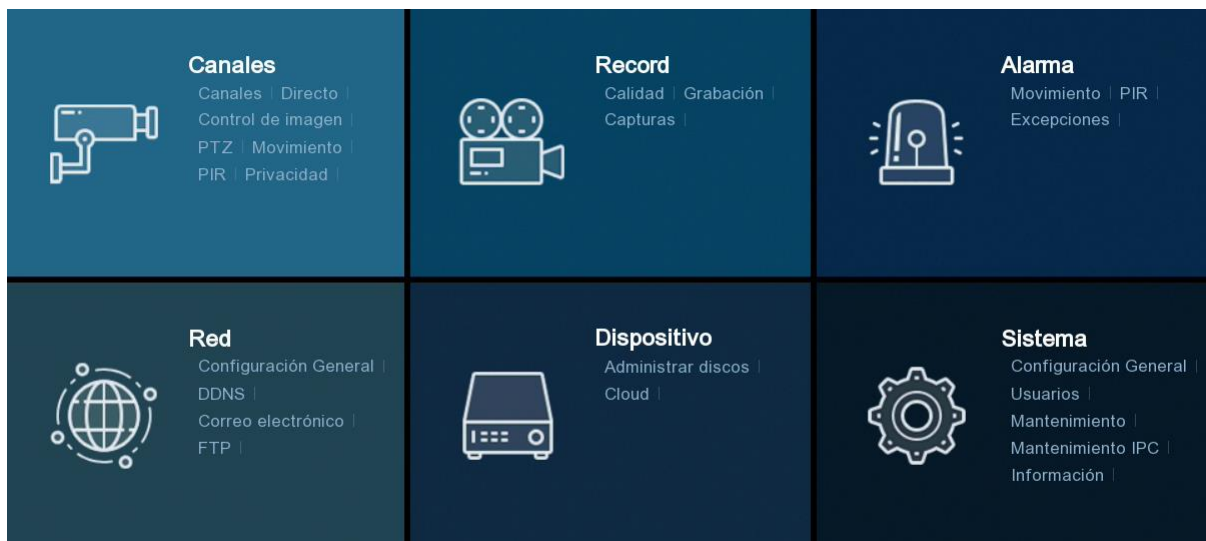 Canales
Canales | Directo |
Control de imagen |
PTZ | Movimiento |
PIR | Privacidad |
Record
Calidad | Grabación |
Capturas |
Alarma
Movimiento | PIR |
Excepciones |
Red
Configuración General |
DDNS |
Correo electrónico |
FTP |
Dispositivo
Administrar discos |
Cloud |
Sistema
Configuración General |
Usuarios |
Mantenimiento |
Mantenimiento IPC |
Información |